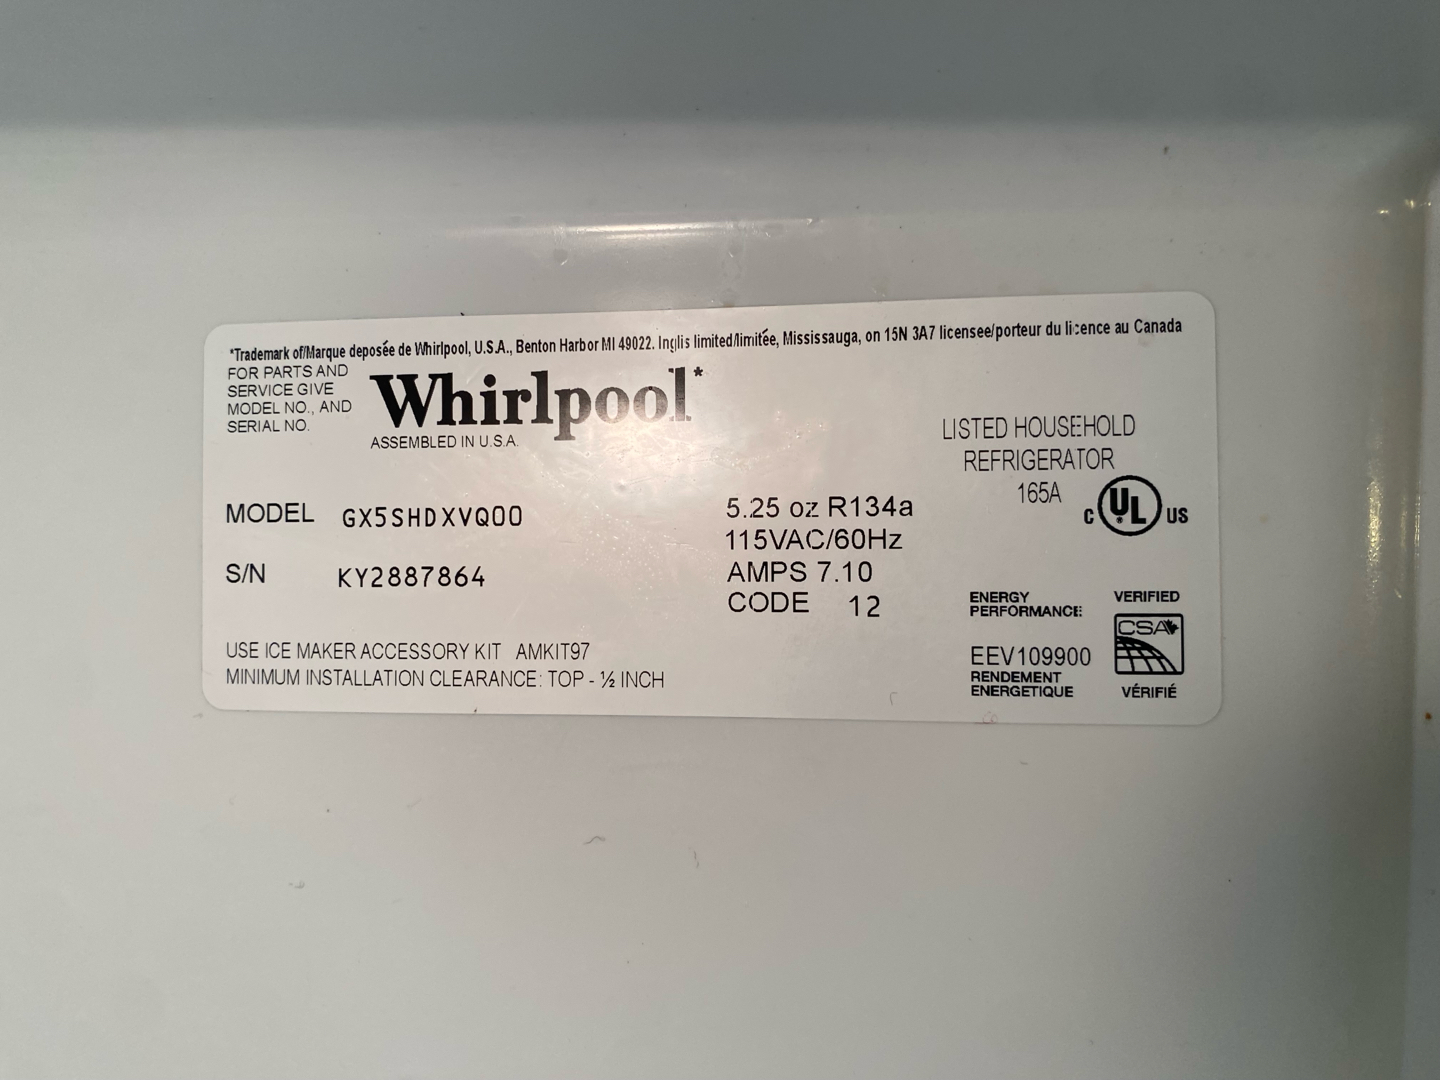 *Trademark of/Marque deposée de Whirlpool, U.S.A., Benton Harbor MI 49022. Inglis limited/limitée, Mississauga, on 15N 3A7 licensee/porteur du licence au Canada
FOR PARTS AND
SERVICE GIVE
MODEL NO., AND
SERIAL NO.
Whirlpool*
ASSEMBLED IN U.S.A.
LISTED HOUSEHOLD
REFRIGERATOR
165A
C UL US
MODEL GX5SHDXVQ00
S/N KY2887864
5.25 oz R134a
115VAC/60Hz
AMPS 7.10
CODE 12
USE ICE MAKER ACCESSORY KIT AMKIT97
MINIMUM INSTALLATION CLEARANCE: TOP - ½ INCH
ENERGY
PERFORMANCE
EEV109900
RENDEMENT
ENERGETIQUE
VERIFIED
CSA
VÉRIFIÉ